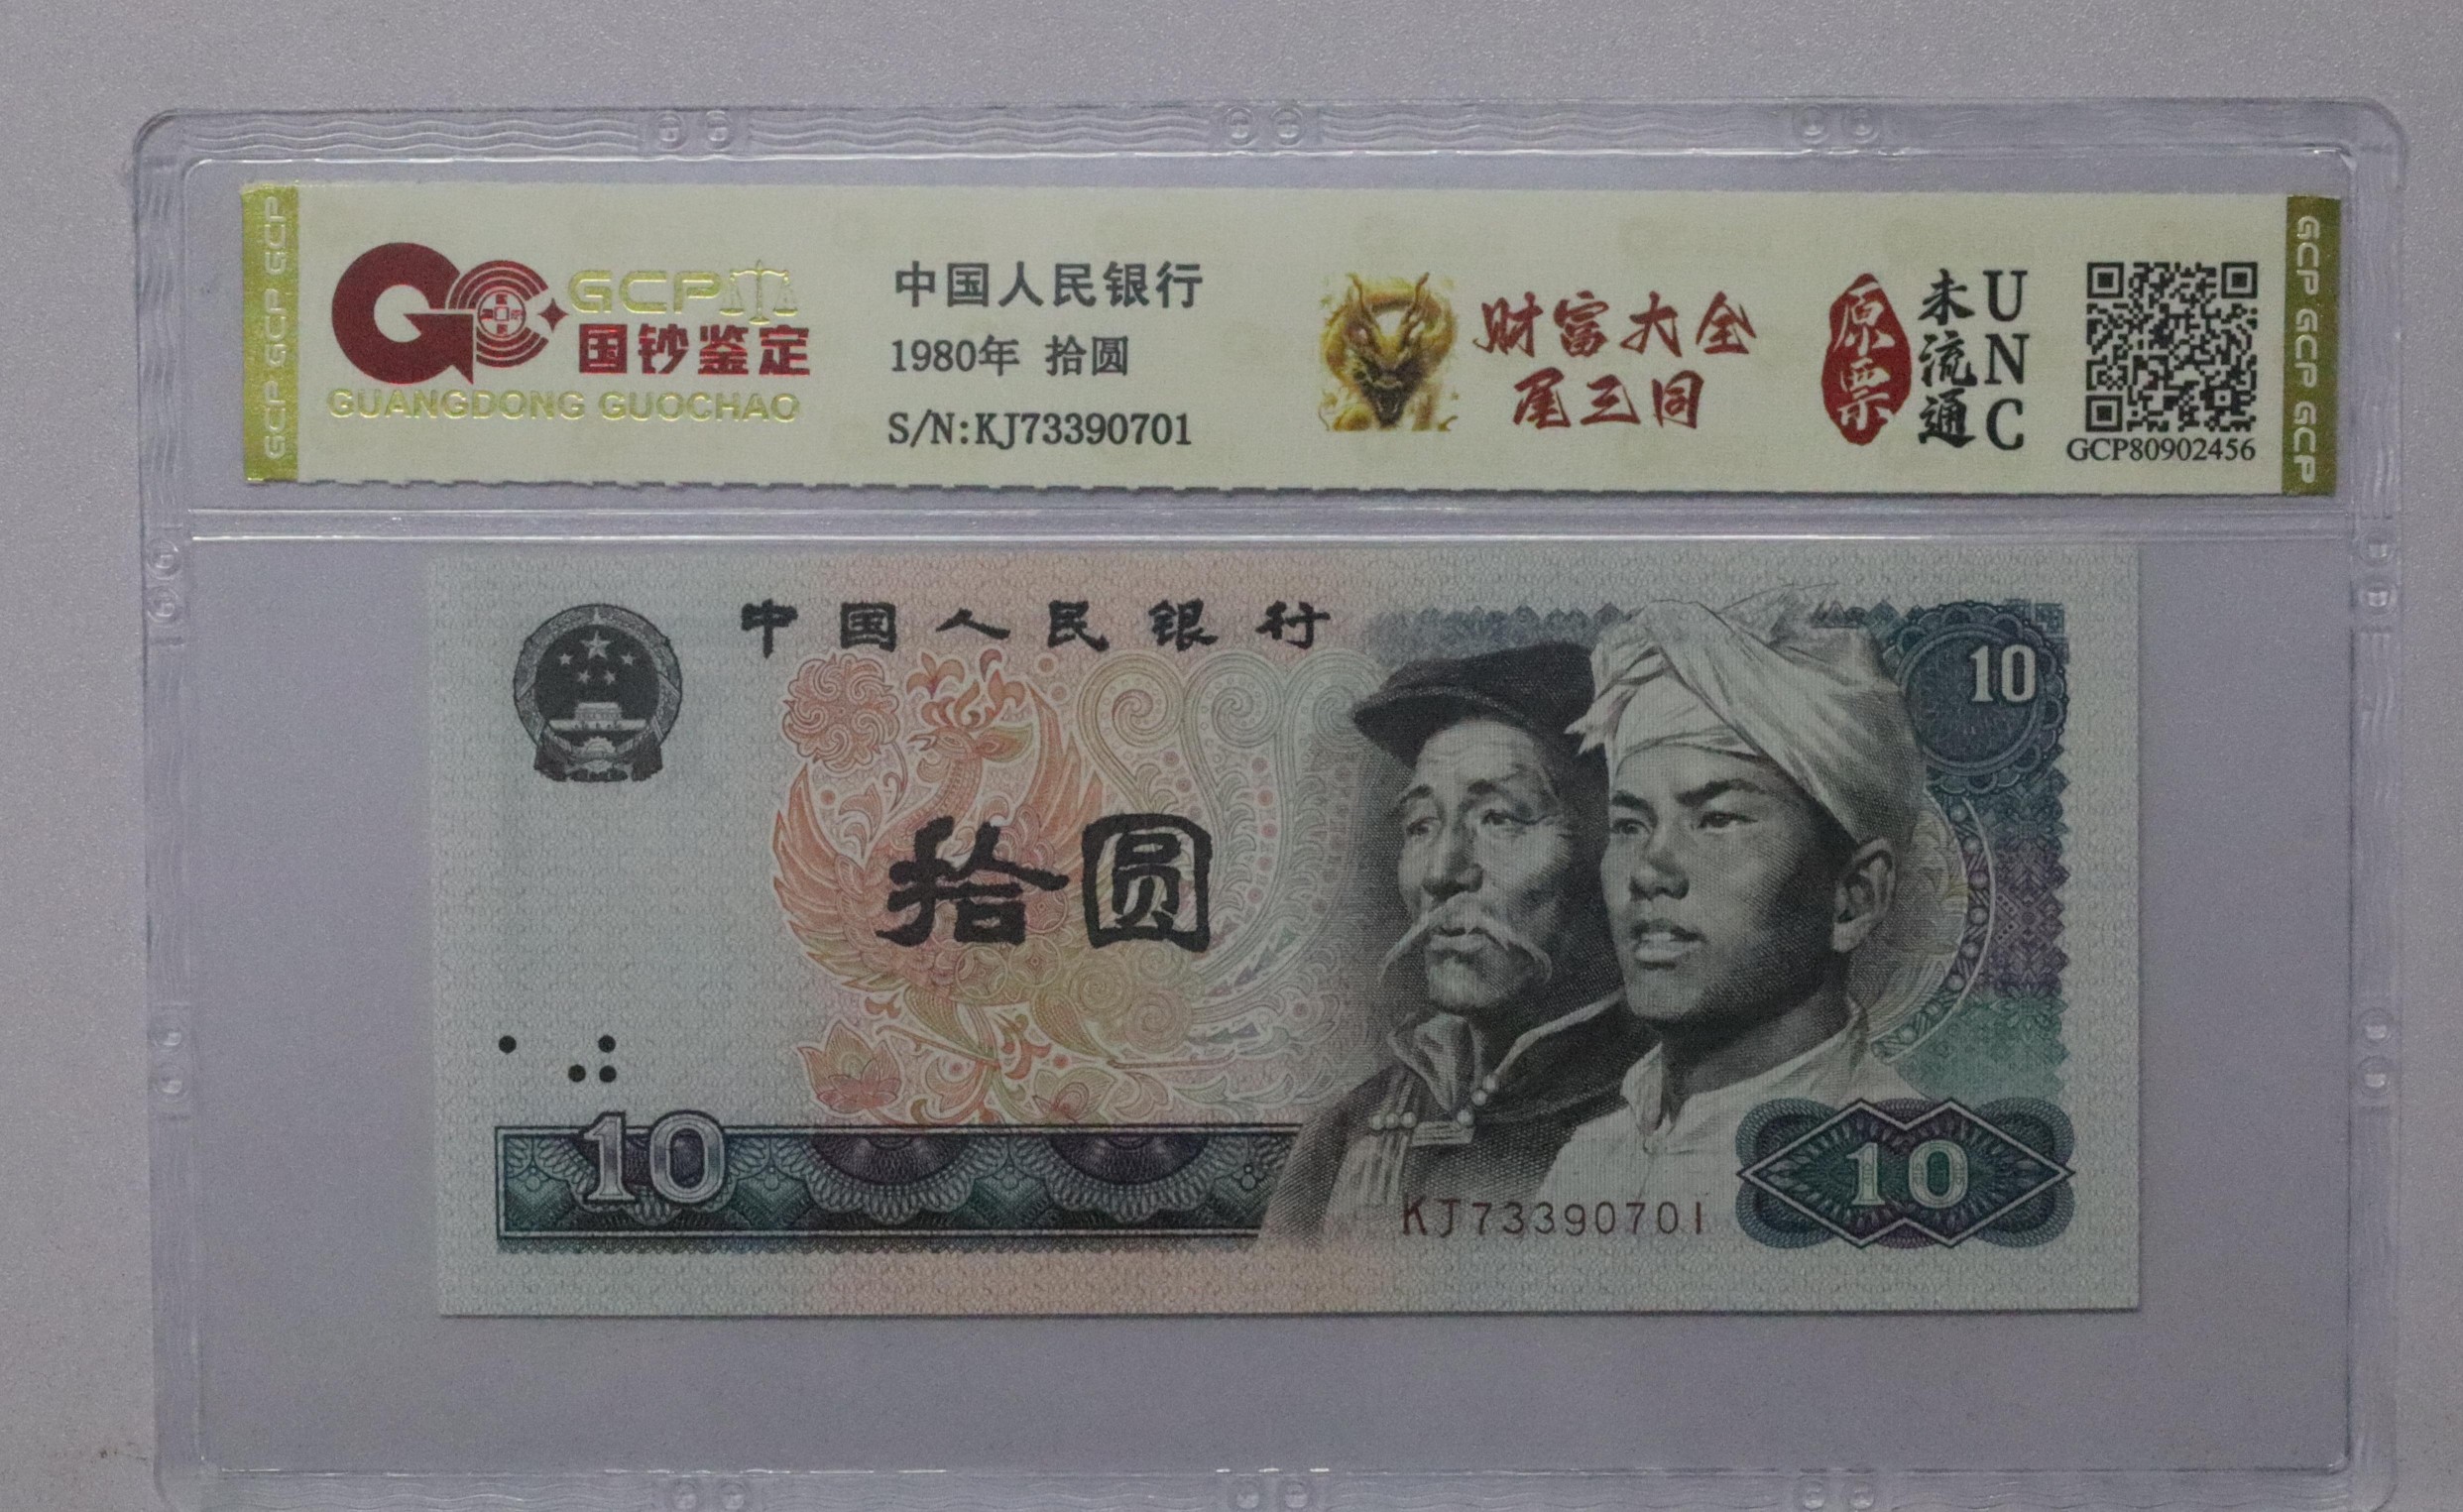 GCP GCP GCP
GCP
国钞鉴定
GUANGDONG GUOCHAO
中国人民银行
1980年 拾圆
S/N:KJ73390701
财富大全
尾三同
原票
未流通
UNC
GCP80902456
GCP GCP GCP
中国人民银行
10
拾圆
10
KJ73390701
10